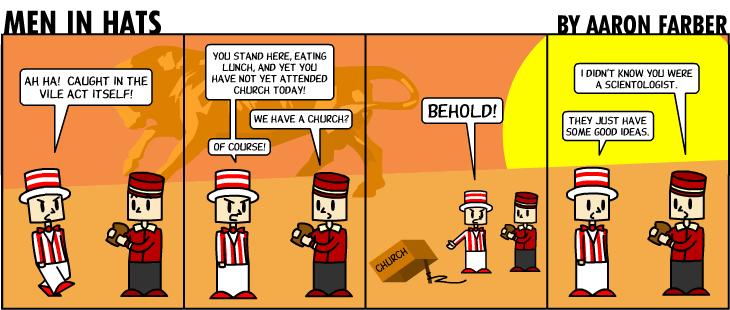 MEN IN HATS
BY AARON FARBER
AH HA! CAUGHT IN THE
VILE ACT ITSELF!
YOU STAND HERE, EATING
LUNCH, AND YET YOU
HAVE NOT YET ATTENDED
CHURCH TODAY!
WE HAVE A CHURCH?
OF COURSE!
BEHOLD!
CHURCH
I DIDN'T KNOW YOU WERE
A SCIENTOLOGIST.
THEY JUST HAVE
SOME GOOD IDEAS.